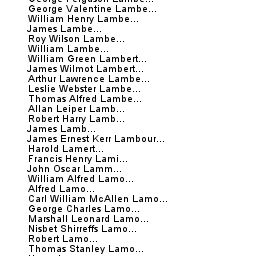 George Valentine Lambe...
William Henry Lambe...
James Lambe...
Roy Wilson Lambe...
William Lambe...
William Green Lambert...
James Wilmot Lambert...
Arthur Lawrence Lambe...
Leslie Webster Lambe...
Thomas Alfred Lambe...
Allan Leiper Lamb...
Robert Harry Lamb...
James Lamb...
James Ernest Kerr Lambour...
Harold Lamert...
Francis Henry Lami...
John Oscar Lamm...
William Alfred Lamo...
Alfred Lamo...
Carl William McAllen Lamo...
George Charles Lamo...
Marshall Leonard Lamo...
Nisbet Shirreffs Lamo...
Robert Lamo...
Thomas Stanley Lamo...